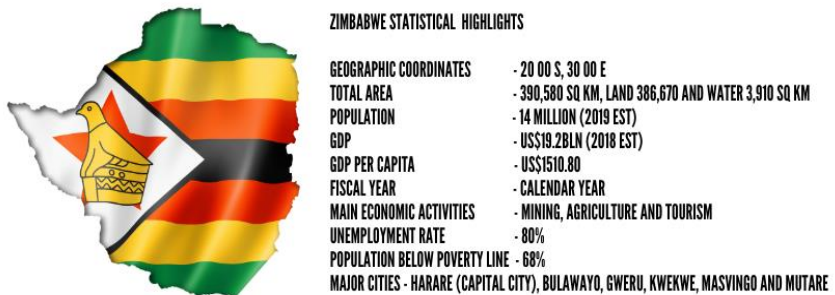 ZIMBABWE STATISTICAL HIGHLIGHTS
GEOGRAPHIC COORDINATES - 20 00 S, 30 00 E
TOTAL AREA - 390,580 SQ KM, LAND 386,670 AND WATER 3,910 SQ KM
POPULATION - 14 MILLION (2019 EST)
GDP - US$19.2BLN (2018 EST)
GDP PER CAPITA - US$1510.80
FISCAL YEAR - CALENDAR YEAR
MAIN ECONOMIC ACTIVITIES - MINING, AGRICULTURE AND TOURISM
UNEMPLOYMENT RATE - 80%
POPULATION BELOW POVERTY LINE - 68%
MAJOR CITIES - HARARE (CAPITAL CITY), BULAWAYO, GWERU, KWEKWE, MASVINGO AND MUTARE